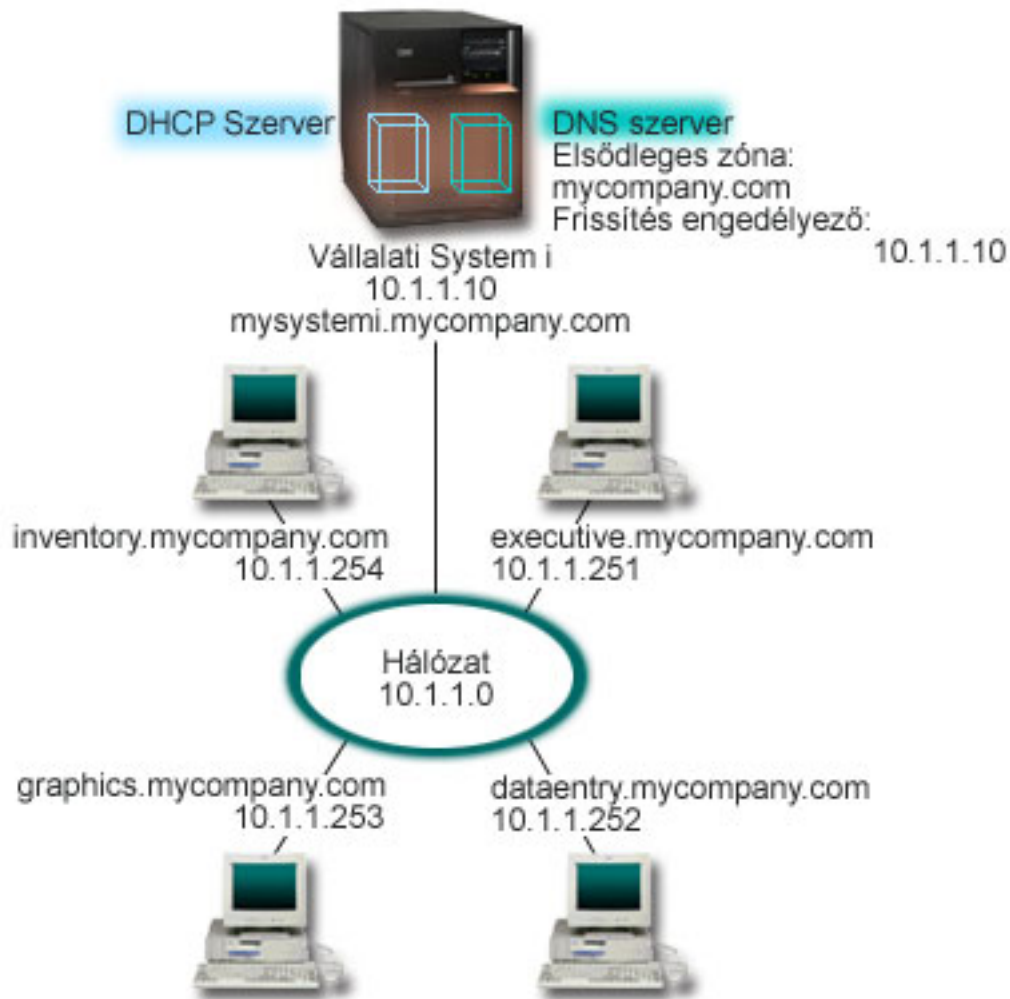 DHCP Szerver
DNS szerver
Elsődleges zóna:
mycompany.com
Frissítés engedélyező:
10.1.1.10
Vállalati System i
10.1.1.10
mysystemi.mycompany.com
inventory.mycompany.com
10.1.1.254
executive.mycompany.com
10.1.1.251
Hálózat
10.1.1.0
graphics.mycompany.com
10.1.1.253
dataentry.mycompany.com
10.1.1.252